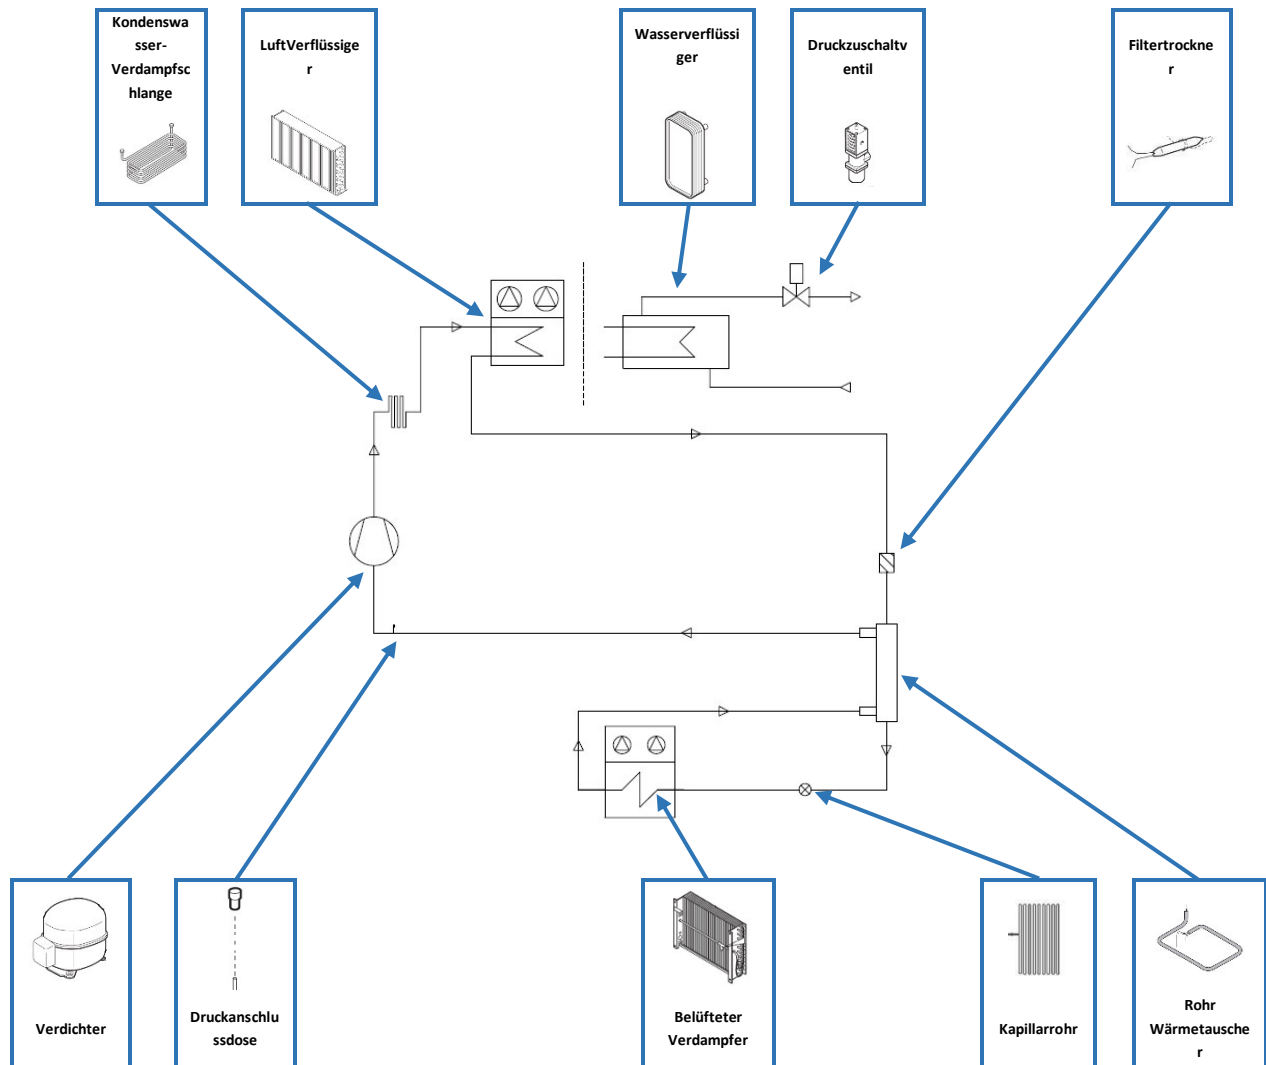 Kondenswa
sser-
Verdampfsc
hlange
LuftVerflüssige
r
Wasserverflüssi
ger
Druckzuschaltv
entil
Filtertrockne
r
Verdichter
Druckanschlu
ssdose
Belüfteter
Verdampfer
Kapillarrohr
Rohr
Wärmetausche
r